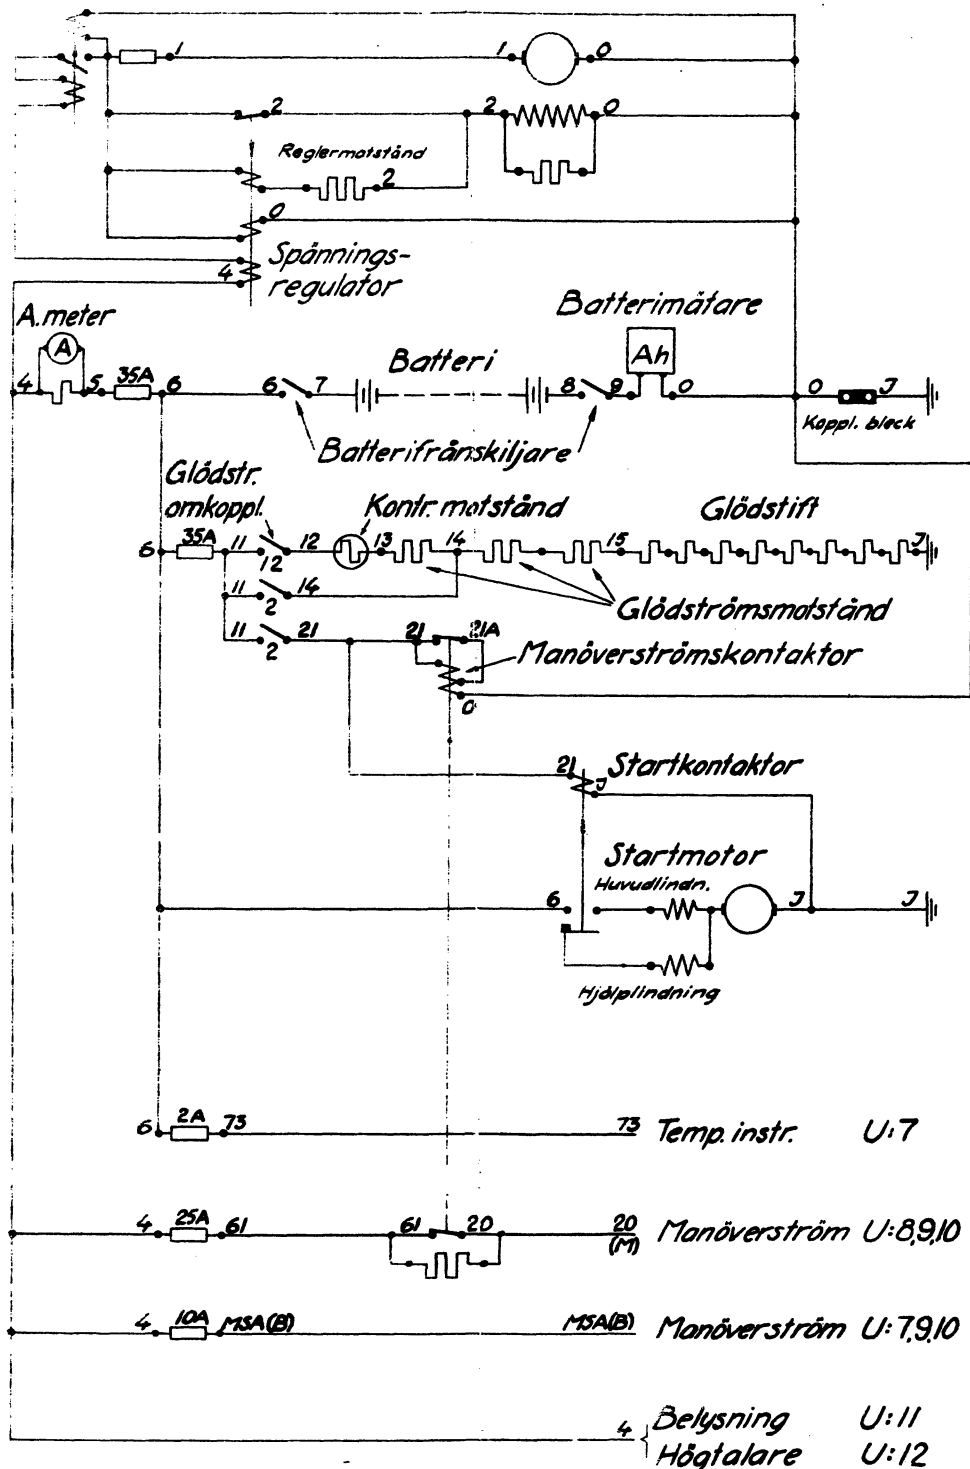 1 1 0
2 2 0
Reglermotstånd
2
0
4 Spännings-
regulator
A.meter
Batterimätare
A
Batteri
Ah
4 5 35A 6 6 7 8 9 0 0 J
Koppl. bleck
Batterifrånskiljare
Glödstr.
omkoppl.
Kontr. motstånd
Glödstift
6 35A 11 12 12 13 14 15 J
11 2 14
Glödströmsmotstånd
11 2 21 21 21A
Manöverströmskontaktor
0
21 Startkontaktor
J
Startmotor
Huvudlindn.
6 J J
Hjälplindning
6 2A 73 73 Temp. instr. U:7
4 25A 61 61 20 20 Manöverström U:8,9,10
(M)
4 10A MSA(B) MSA(B) Manöverström U:7,9,10
4 Belysning U:11
Högtalare U:12